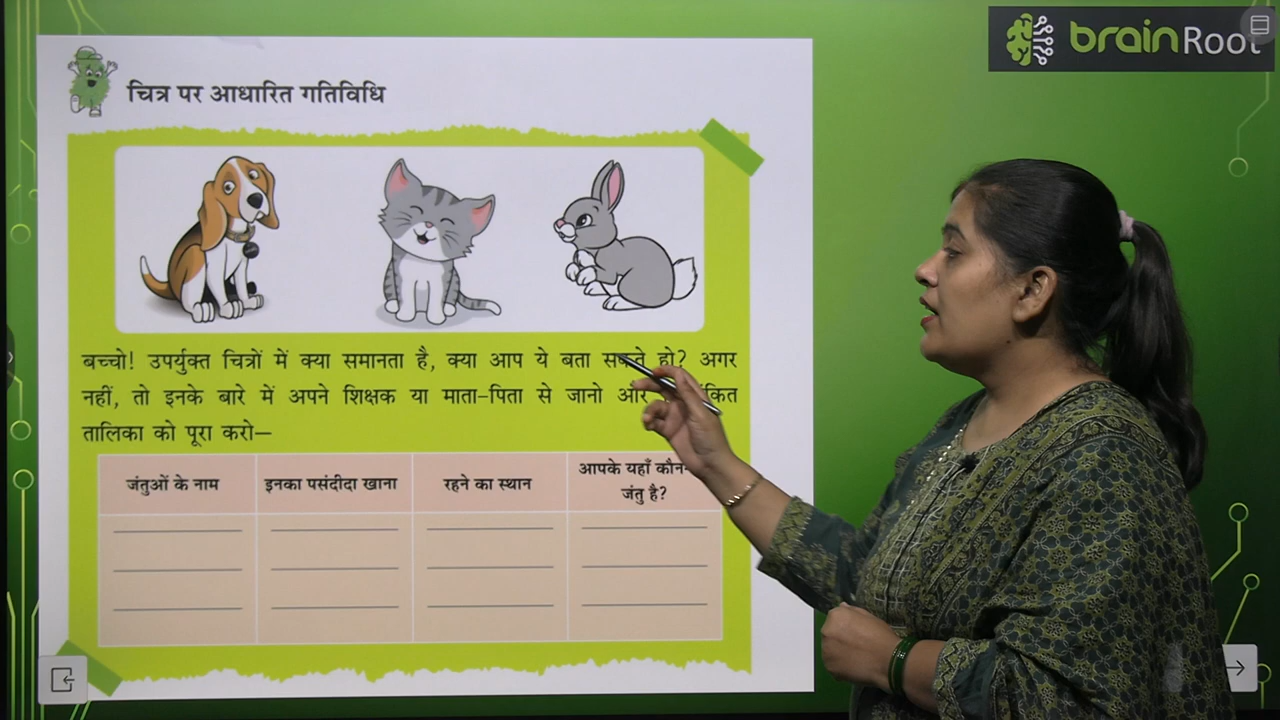 brainRoot
चित्र पर आधारित गतिविधि
बच्चो! उपर्युक्त चित्रों में क्या समानता है, क्या आप ये बता सकते हो? अगर
नहीं, तो इनके बारे में अपने शिक्षक या माता-पिता से जानो और
तालिका को पूरा करो—
जंतुओं के नाम
इनका पसंदीदा खाना
रहने का स्थान
आपके यहाँ कौन-
जंतु है?